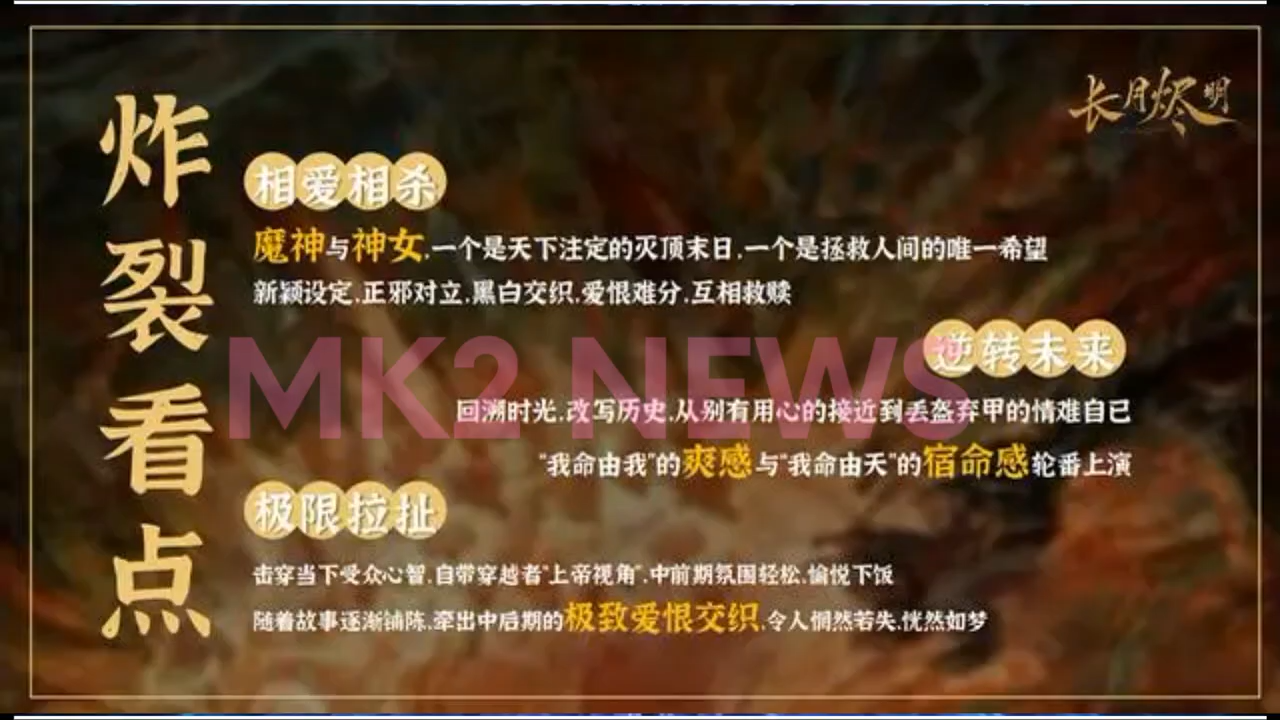 炸裂看点
长月烬明
相爱相杀
魔神与神女,一个是天下注定的灭顶末日,一个是拯救人间的唯一希望
新颖设定,正邪对立,黑白交织,爱恨难分,互相救赎
MK2 NEWS
逆转未来
回溯时光,改写历史,从别有用心的接近到丢盔弃甲的情难自已
“我命由我”的爽感与“我命由天”的宿命感轮番上演
极限拉扯
击穿当下受众心智,自带穿越者“上帝视角”,中前期氛围轻松,愉悦下饭
随着故事逐渐铺陈,牵出中后期的极致爱恨交织,令人惘然若失,恍然如梦